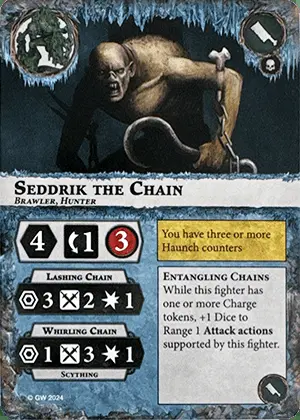 Seddrik the Chain
Brawler, Hunter
4 1 3
You have three or more
Haunch counters
Lashing Chain
3 2 1
Whirling Chain
1 3 1
Scything
Entangling Chains
While this fighter has
one or more Charge
tokens, +1 Dice to
Range 1 Attack actions
supported by this fighter.
© GW 2024